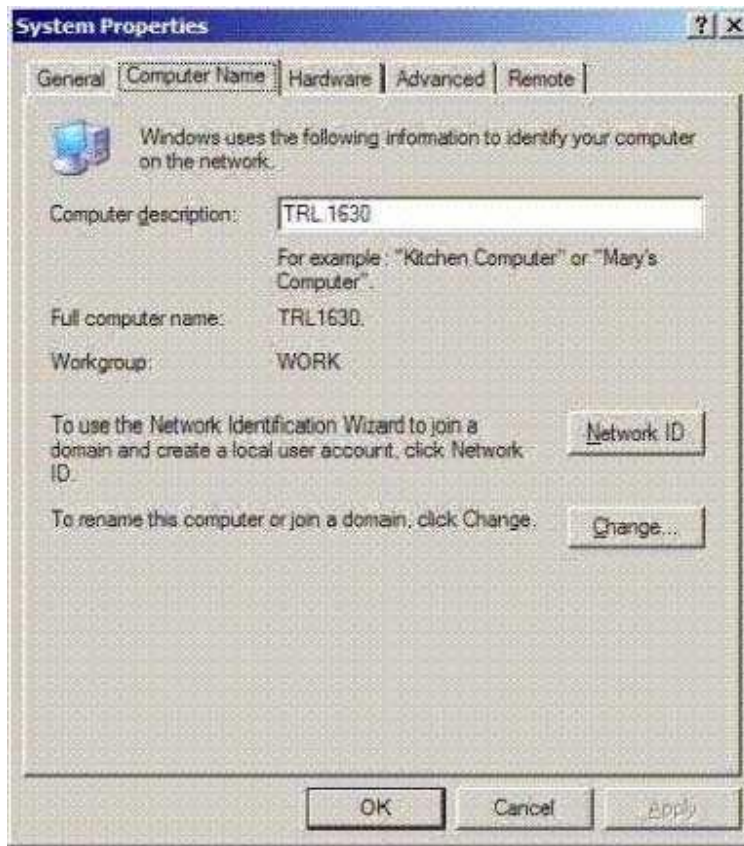 System Properties
General Computer Name Hardware Advanced Remote
Windows uses the following information to identify your computer
on the network.
Computer description: TRL 1630
For example: "Kitchen Computer" or "Mary's
Computer".
Full computer name: TRL1630.
Workgroup: WORK
To use the Network Identification Wizard to join a
domain and create a local user account, click Network
ID.
Network ID
To rename this computer or join a domain, click Change.
Change...
OK Cancel Apply